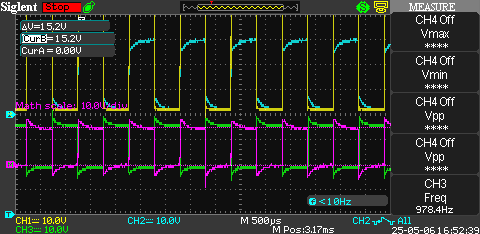 Siglent Stop MEASURE
ΔV=15.2V
CurB=15.2V
CurA=0.00V
CH4 Off
Vmax
****
CH4 Off
Vmin
****
CH4 Off
Vpp
****
CH4 Off
Vpp
****
CH3
Freq
978.4Hz
Math scale: 10.0V/div
<10Hz
CH1 10.0V CH2 10.0V M 500µs CH2 All
CH3 10.0V M Pos:3.17ms 25-05-06 16:52:39